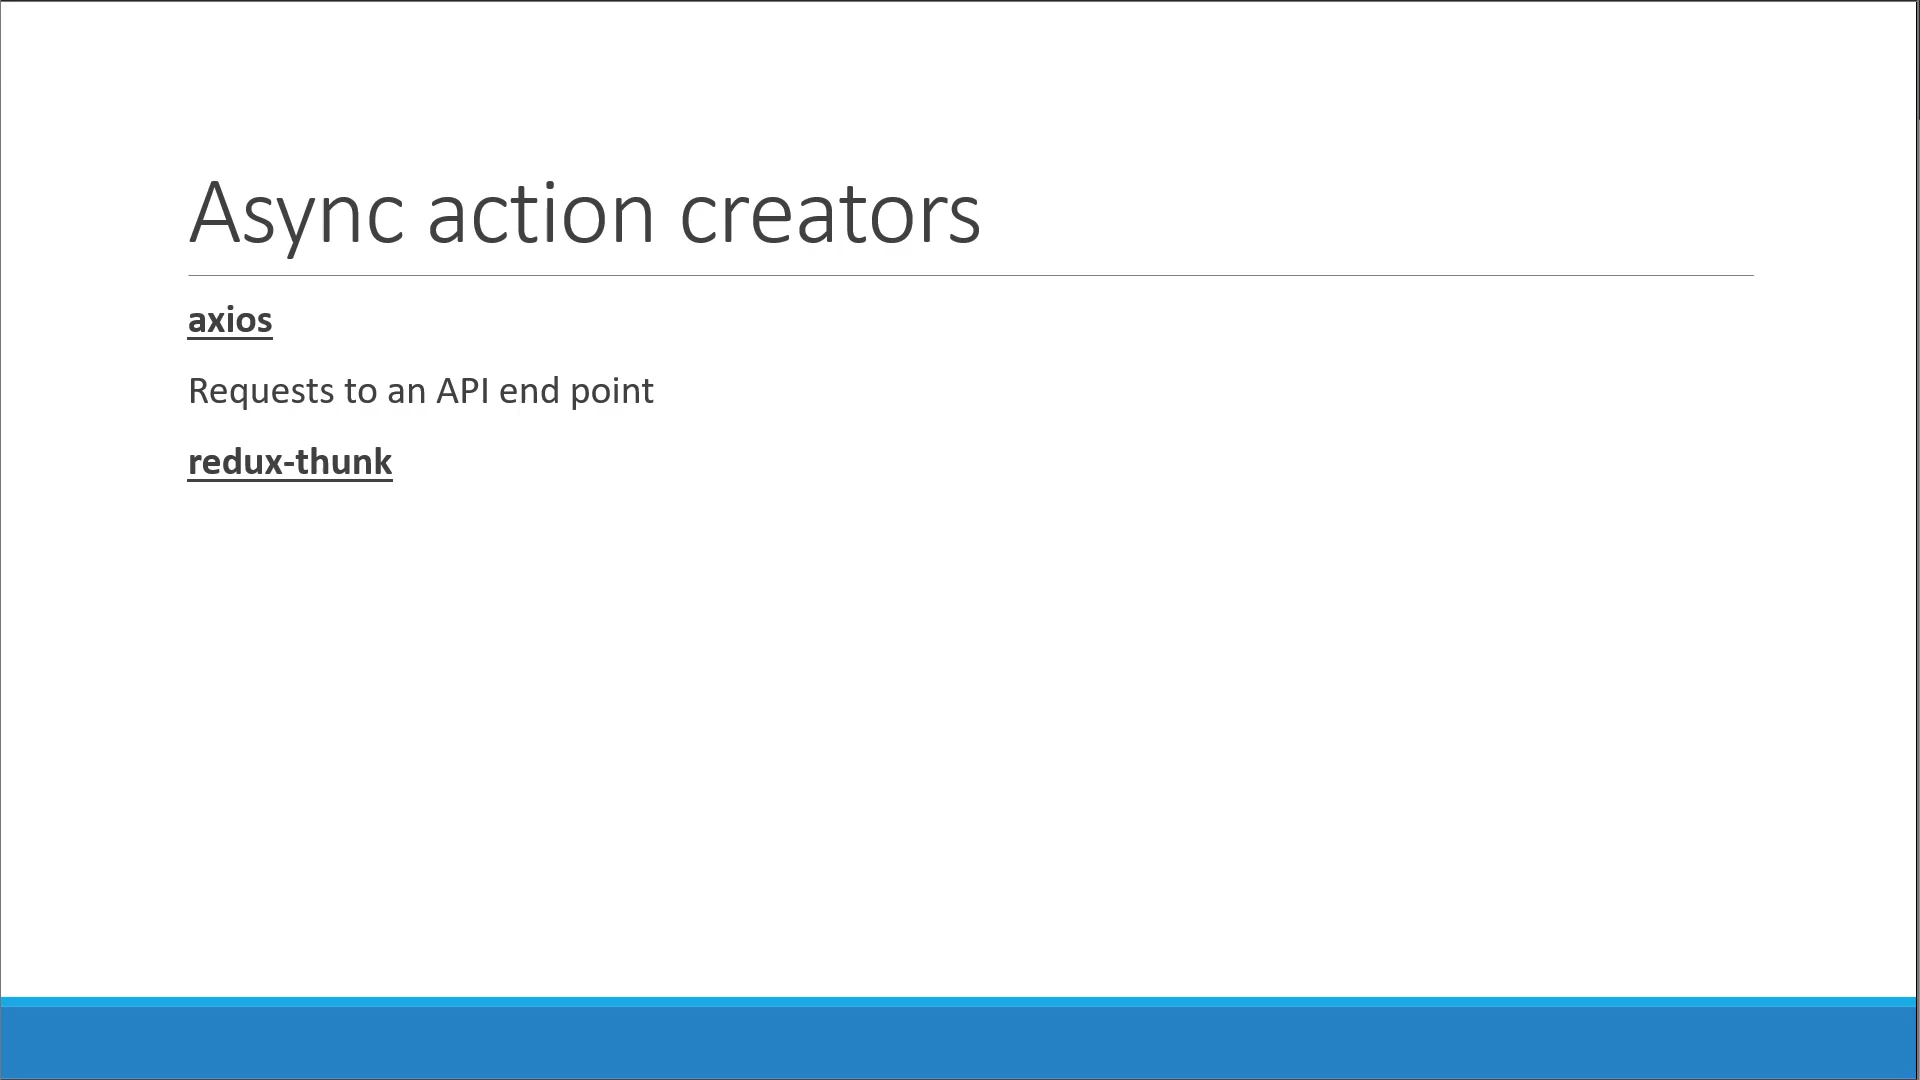 Async action creators
axios
Requests to an API end point
redux-thunk